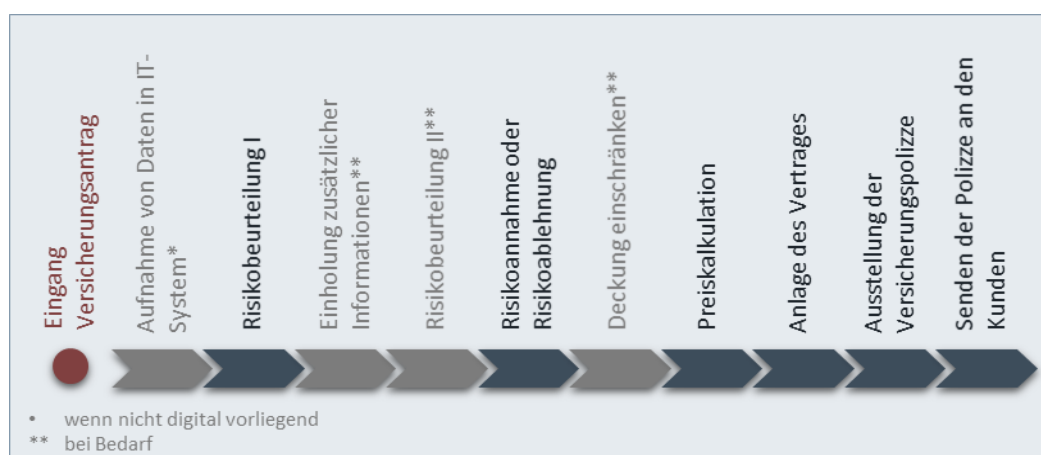 Eingang
Versicherungsantrag
Aufnahme von Daten in IT-
System*
Risikobeurteilung I
Einholung zusätzlicher
Informationen**
Risikobeurteilung II**
Risikoannahme oder
Risikoablehnung
Deckung einschränken**
Preiskalkulation
Anlage des Vertrages
Ausstellung der
Versicherungspolizze
Senden der Polizze an den
Kunden
* wenn nicht digital vorliegend
** bei Bedarf